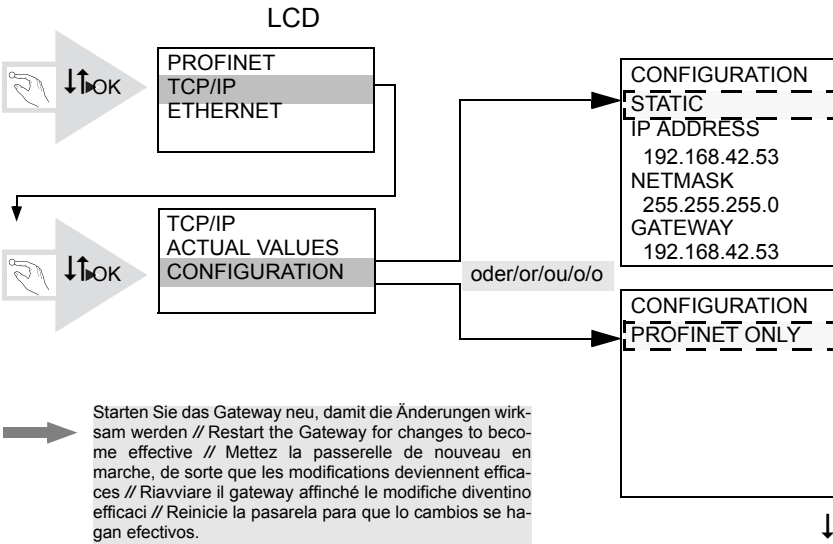 LCD
OK
PROFINET
TCP/IP
ETHERNET
OK
TCP/IP
ACTUAL VALUES
CONFIGURATION
oder/or/ou/o/o
CONFIGURATION
STATIC
IP ADDRESS
192.168.42.53
NETMASK
255.255.255.0
GATEWAY
192.168.42.53
CONFIGURATION
PROFINET ONLY
Starten Sie das Gateway neu, damit die Änderungen wirk-
sam werden // Restart the Gateway for changes to beco-
me effective // Mettez la passerelle de nouveau en
marche, de sorte que les modifications deviennent effica-
ces // Riavviare il gateway affinché le modifiche diventino
efficaci // Reinicie la pasarela para que lo cambios se ha-
gan efectivos.